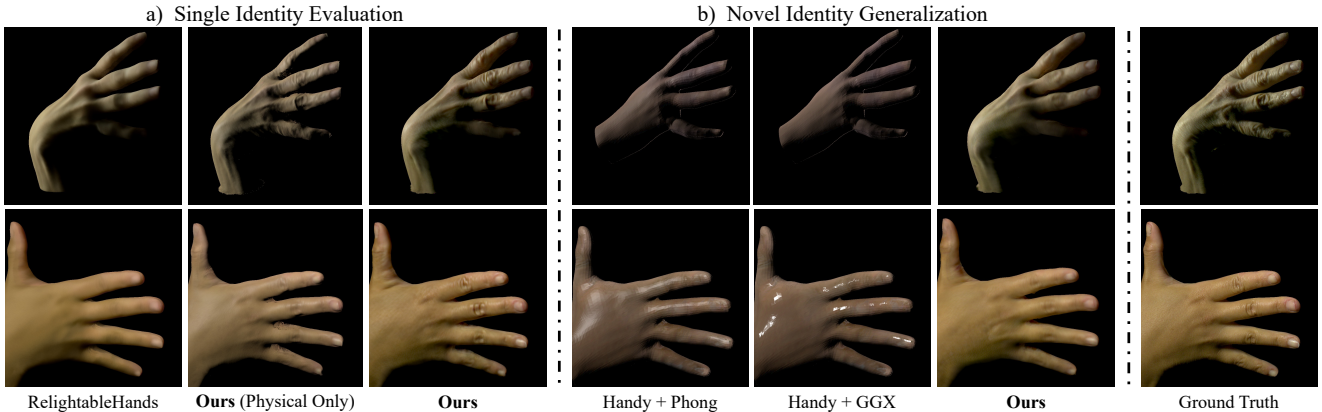 a) Single Identity Evaluation
b) Novel Identity Generalization
RelightableHands
Ours (Physical Only)
Ours
Handy + Phong
Handy + GGX
Ours
Ground Truth